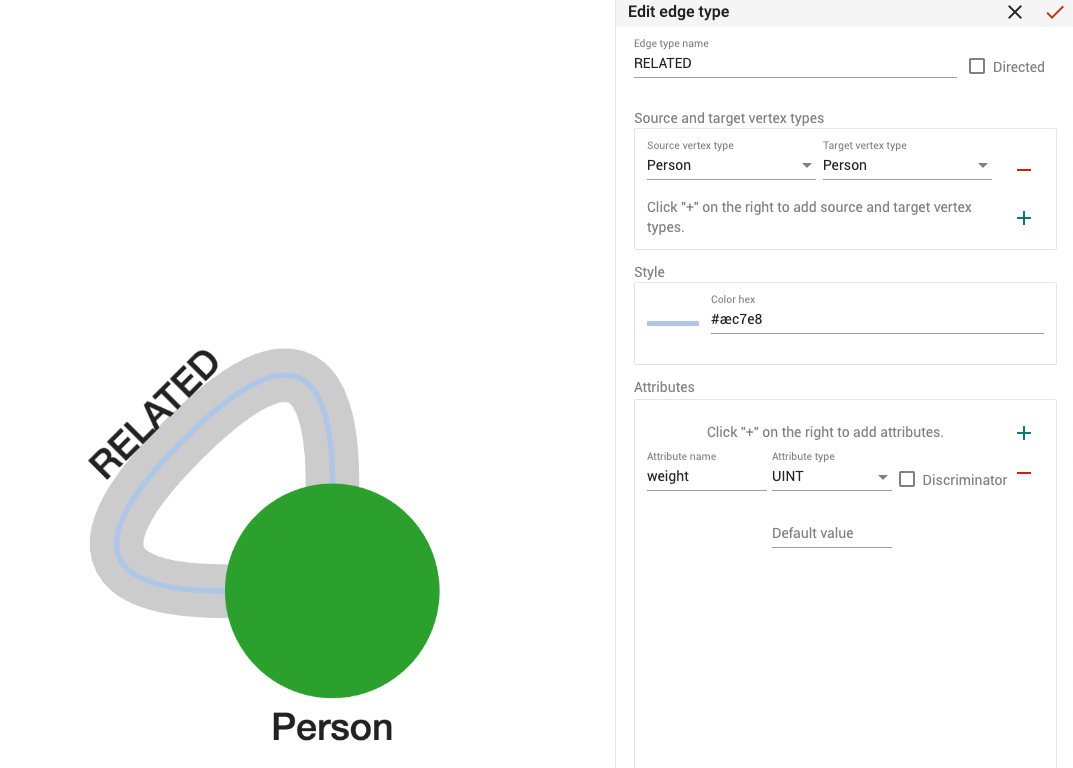 Edit edge type
Edge type name
RELATED
Directed
Source and target vertex types
Source vertex type
Target vertex type
Person
Person
Click "+" on the right to add source and target vertex
types.
Style
Color hex
#æc7e8
Attributes
Click "+" on the right to add attributes.
Attribute name
Attribute type
weight
UINT
Discriminator
Default value
RELATED
Person